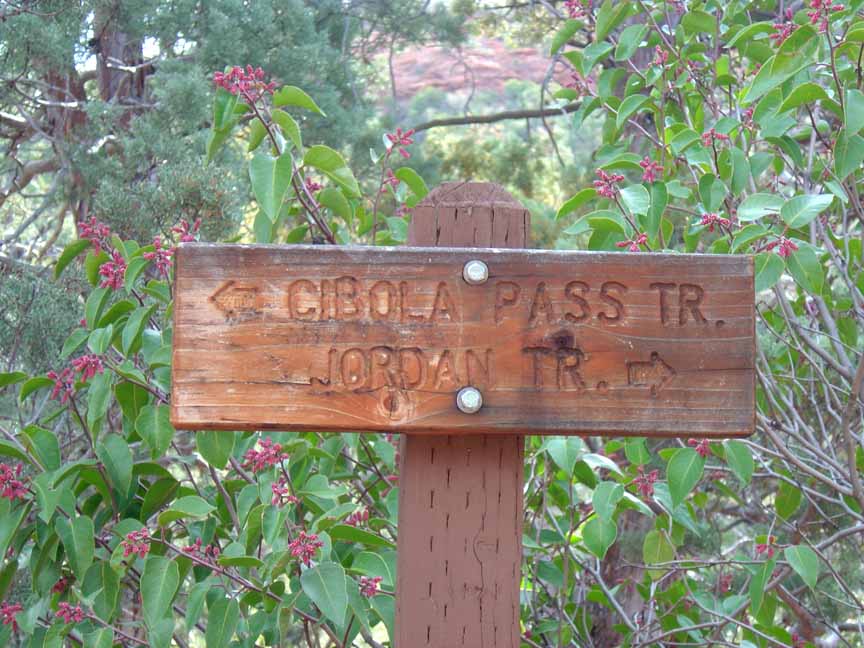 ← CIBOLA PASS TR.
JORDAN TR. →